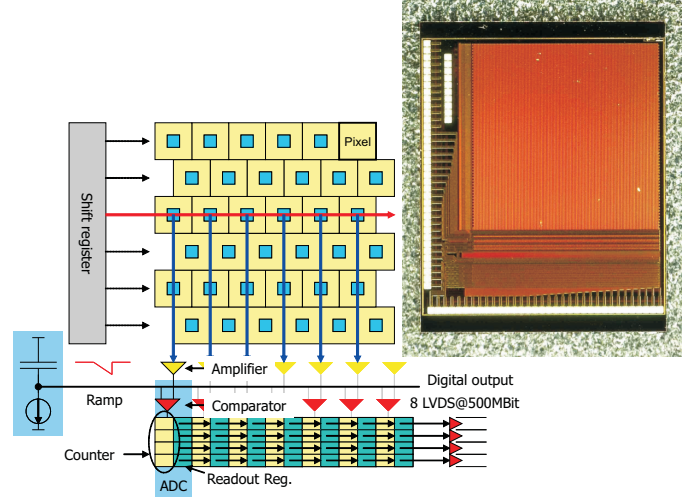 Pixel
Shift register
Amplifier
Digital output
Ramp
Comparator
8 LVDS@500MBit
Counter
Readout Reg.
ADC